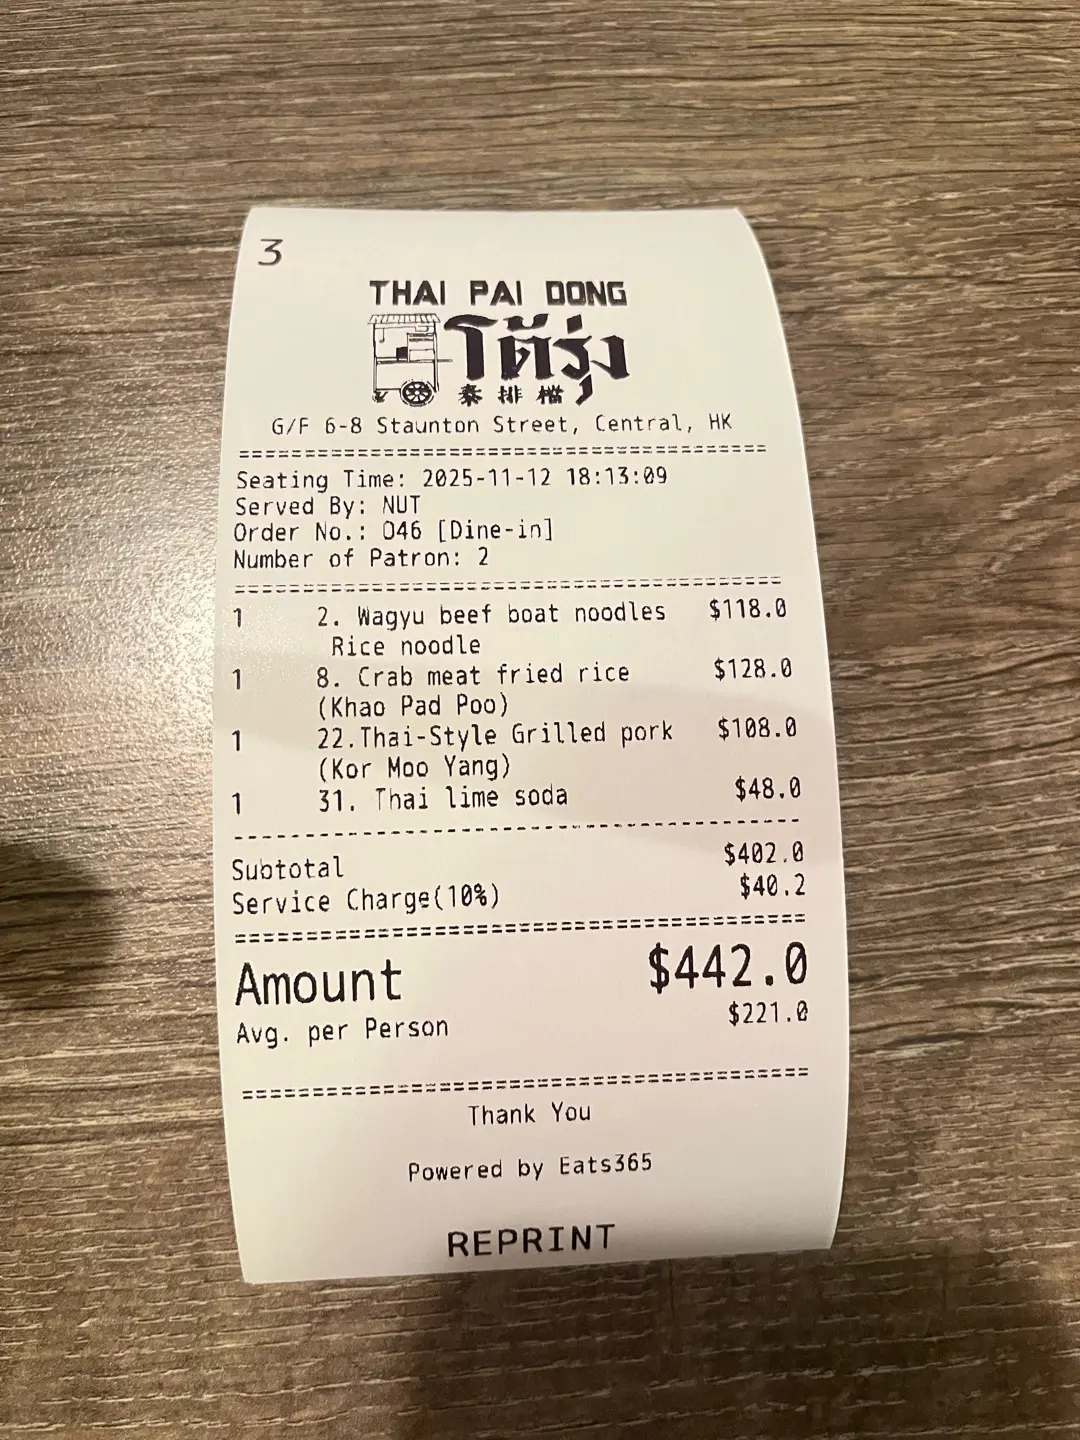 3
THAI PAI DONG
โต้รุ่ง
泰排檔
G/F 6-8 Staunton Street, Central, HK
======================================
Seating Time: 2025-11-12 18:13:09
Served By: NUT
Order No.: 046 [Dine-in]
Number of Patron: 2
======================================
1 2. Wagyu beef boat noodles $118.0
Rice noodle
1 8. Crab meat fried rice $128.0
(Khao Pad Poo)
1 22.Thai-Style Grilled pork $108.0
(Kor Moo Yang)
1 31. Thai lime soda $48.0
--------------------------------------
Subtotal $402.0
Service Charge(10%) $40.2
======================================
Amount $442.0
Avg. per Person $221.0
======================================
Thank You
Powered by Eats365
REPRINT